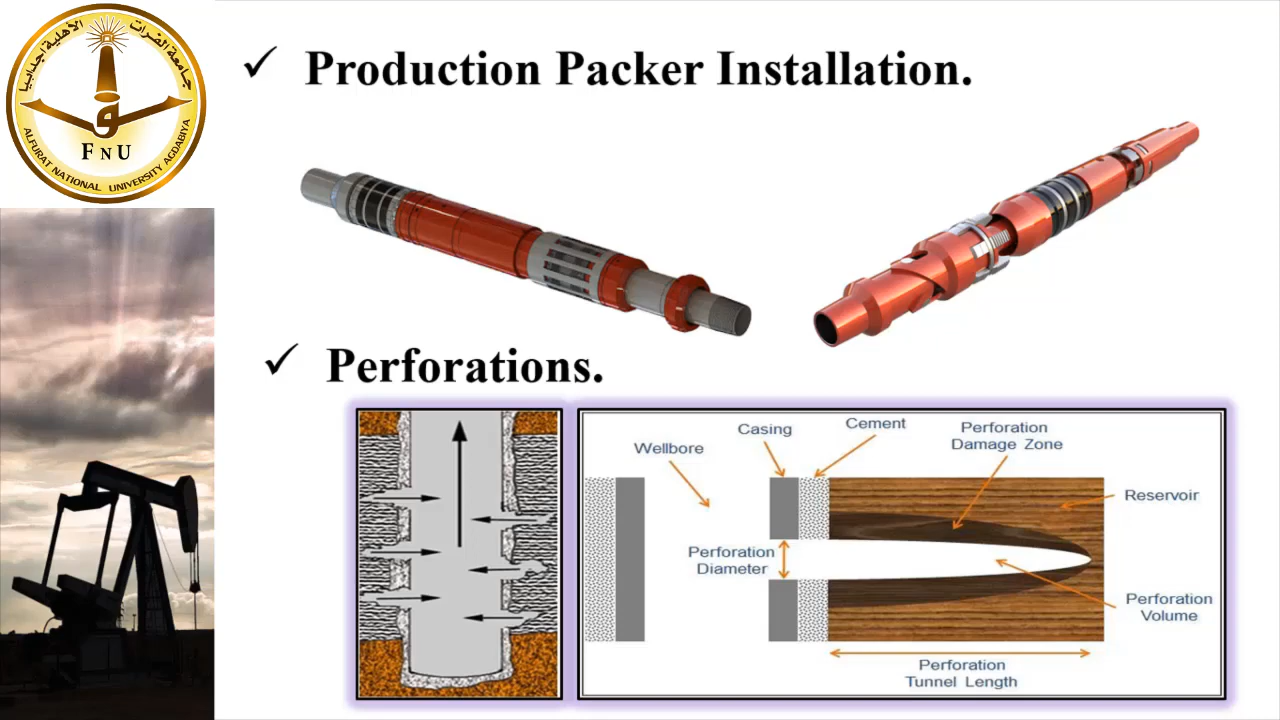 جامعة الفرات الأهلية اجدابيا
FNU
ALFURAT NATIONAL UNIVERSITY AGDABIYA
✓ Production Packer Installation.
✓ Perforations.
Wellbore
Casing
Cement
Perforation
Damage Zone
Reservoir
Perforation
Diameter
Perforation
Volume
Perforation
Tunnel Length